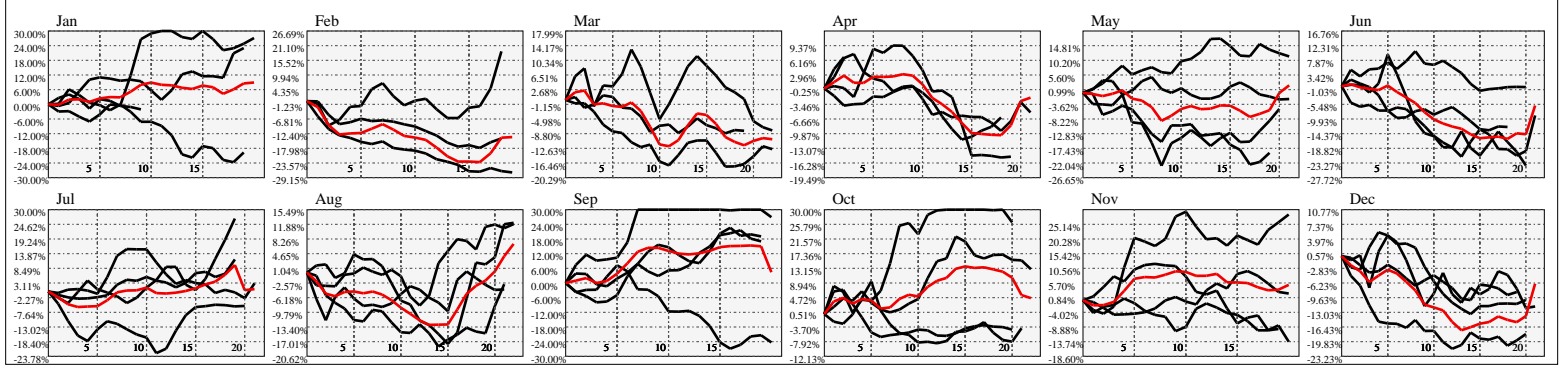 Jan Feb Mar Apr May Jun
30.00% 24.00% 18.00% 12.00% 6.00% 0.00% -6.00% -12.00% -18.00% -24.00% -30.00% 5 10 15
26.69% 21.10% 15.52% 9.94% 4.35% -1.23% -6.81% -12.40% -17.98% -23.57% -29.15% 5 10 15
17.99% 14.17% 10.34% 6.51% 2.68% -1.15% -4.98% -8.80% -12.63% -16.46% -20.29% 5 10 15 20
9.37% 6.16% 2.96% -0.25% -3.46% -6.66% -9.87% -13.07% -16.28% -19.49% 5 10 15 20
14.81% 10.20% 5.60% 0.99% -3.62% -8.22% -12.83% -17.43% -22.04% -26.65% 5 10 15 20
16.76% 12.31% 7.87% 3.42% -1.03% -5.48% -9.93% -14.37% -18.82% -23.27% -27.72% 5 10 15 20
Jul Aug Sep Oct Nov Dec
30.00% 24.62% 19.24% 13.87% 8.49% 3.11% -2.27% -7.64% -13.02% -18.40% -23.78% 5 10 15 20
15.49% 11.88% 8.26% 4.65% 1.04% -2.57% -6.18% -9.79% -13.40% -17.01% -20.62% 5 10 15 20
30.00% 24.00% 18.00% 12.00% 6.00% 0.00% -6.00% -12.00% -18.00% -24.00% -30.00% 5 10 15
30.00% 25.79% 21.57% 17.36% 13.15% 8.94% 4.72% 0.51% -3.70% -7.92% -12.13% 5 10 15 20
25.14% 20.28% 15.42% 10.56% 5.70% 0.84% -4.02% -8.88% -13.74% -18.60% 5 10 15
10.77% 7.37% 3.97% 0.57% -2.83% -6.23% -9.63% -13.03% -16.43% -19.83% -23.23% 5 10 15 20